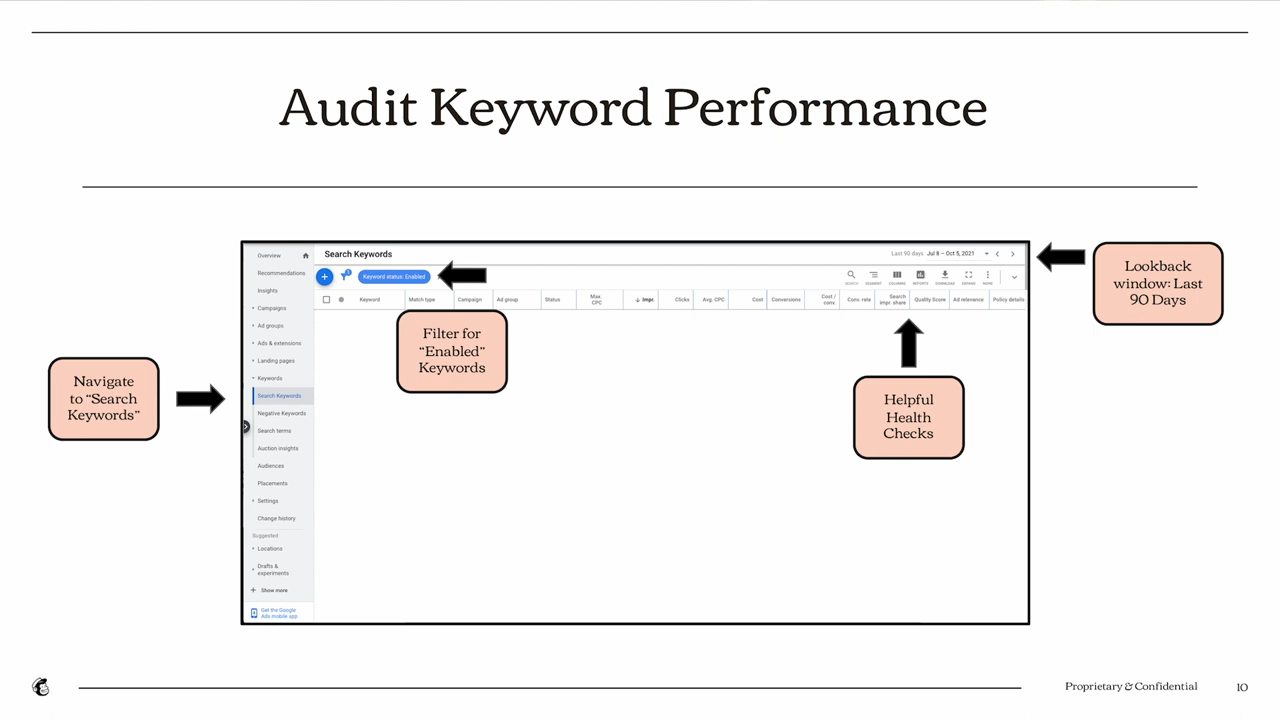 Audit Keyword Performance
Navigate
to “Search
Keywords”
Overview
Recommendations
Insights
Campaigns
Ad groups
Ads & extensions
Landing pages
Keywords
Search Keywords
Negative Keywords
Search terms
Auction insights
Audiences
Placements
Settings
Change history
Suggested
Locations
Drafts &
experiments
+ Show more
Get the Google
Ads mobile app
Search Keywords
Last 90 days Jul 8 – Oct 5, 2021
Keyword status: Enabled
SEARCH SEGMENT COLUMNS REPORTS DOWNLOAD EXPAND MORE
Keyword
Match type
Campaign
Ad group
Status
Max.
CPC
Impr.
Clicks
Avg. CPC
Cost
Conversions
Cost /
conv.
Conv. rate
Search
impr. share
Quality Score
Ad relevance
Policy details
Filter for
“Enabled”
Keywords
Helpful
Health
Checks
Lookback
window: Last
90 Days
Proprietary & Confidential
10